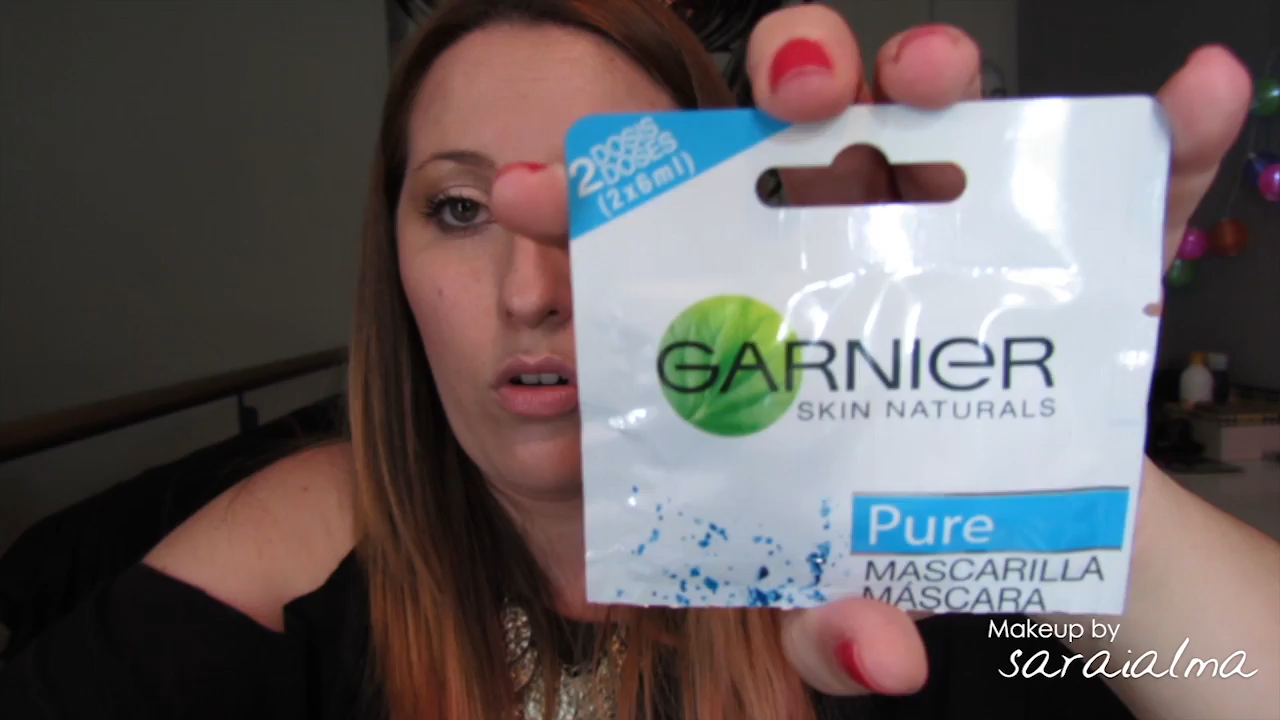 2 DOSIS
DOSES
(2x6ml)
GARNIER
SKIN NATURALS
Pure
MASCARILLA
MÁSCARA
Makeup by
saraialma